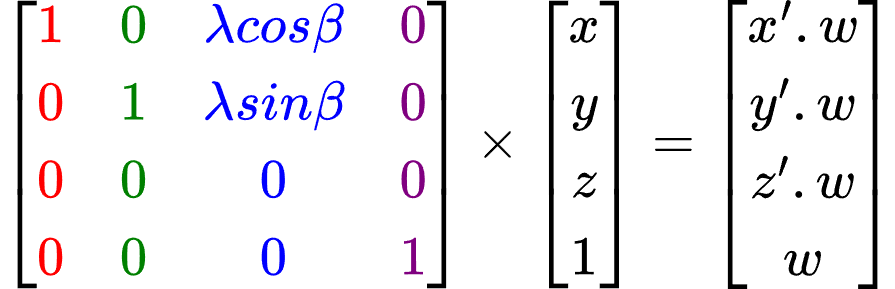 1 0 λcosβ 0 x x′.w
0 1 λsinβ 0 y y′.w
0 0 0 0 × z = z′.w
0 0 0 1 1 w